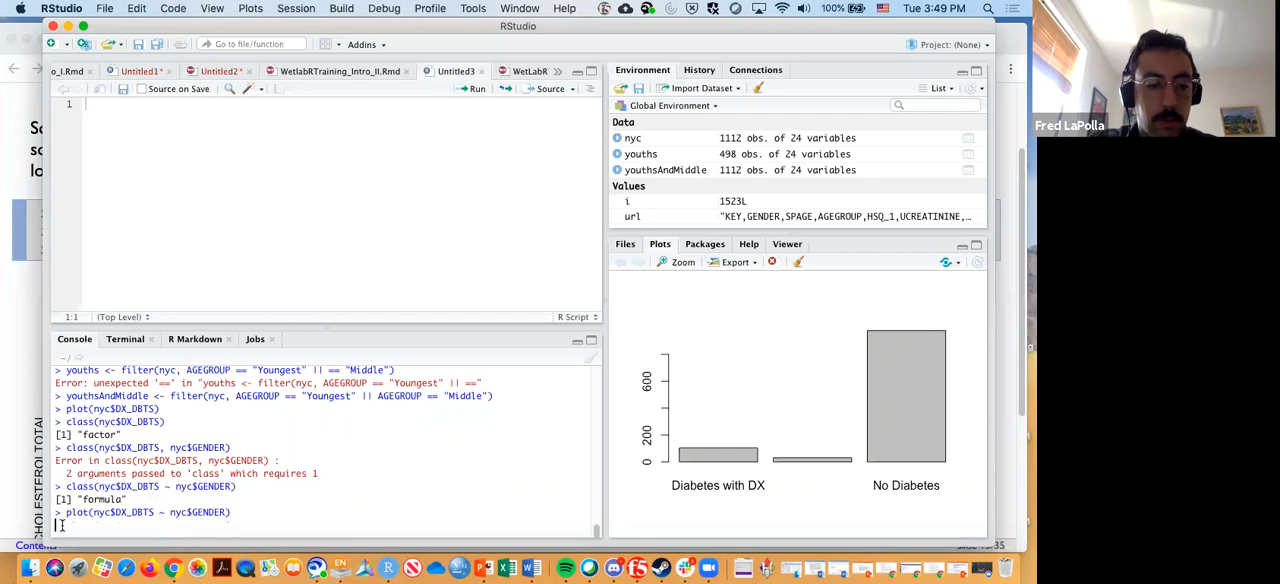 RStudio File Edit Code View Plots Session Build Debug Profile Tools Window Help 100% Tue 3:49 PM
RStudio
Go to file/function Addins Project: (None)
o_I.Rmd Untitled1* Untitled2* WetlabRTraining_Intro_II.Rmd Untitled3 WetLabR
Source on Save Run Source
1
1:1 (Top Level) R Script
Console Terminal R Markdown Jobs
~/
> youths <- filter(nyc, AGEGROUP == "Youngest" || == "Middle")
Error: unexpected '==' in "youths <- filter(nyc, AGEGROUP == "Youngest" || =="
> youthsAndMiddle <- filter(nyc, AGEGROUP == "Youngest" || AGEGROUP == "Middle")
> plot(nyc$DX_DBTS)
> class(nyc$DX_DBTS)
[1] "factor"
> class(nyc$DX_DBTS, nyc$GENDER)
Error in class(nyc$DX_DBTS, nyc$GENDER) :
2 arguments passed to 'class' which requires 1
> class(nyc$DX_DBTS ~ nyc$GENDER)
[1] "formula"
> plot(nyc$DX_DBTS ~ nyc$GENDER)
Environment History Connections
Import Dataset List
Global Environment
Data
nyc 1112 obs. of 24 variables
youths 498 obs. of 24 variables
youthsAndMiddle 1112 obs. of 24 variables
Values
i 1523L
url "KEY,GENDER,SPAGE,AGEGROUP,HSQ_1,UCREATININE,…
Files Plots Packages Help Viewer
Zoom Export
600
200
0
Diabetes with DX No Diabetes
Fred LaPolla
CHOLESTEROL TOTAL
Contents